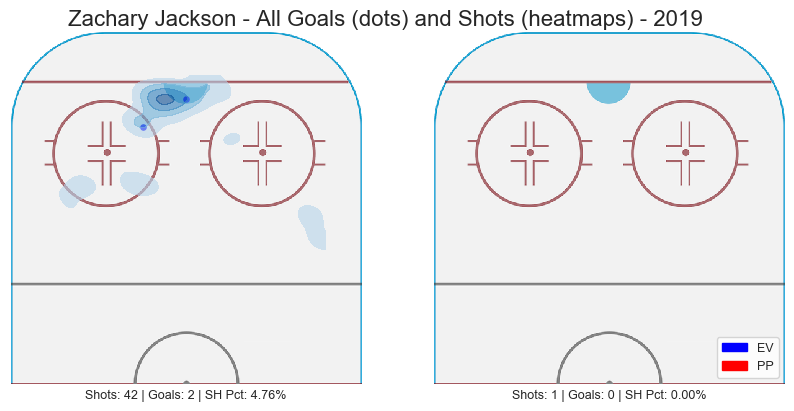 Zachary Jackson - All Goals (dots) and Shots (heatmaps) - 2019
EV
PP
Shots: 42 | Goals: 2 | SH Pct: 4.76%
Shots: 1 | Goals: 0 | SH Pct: 0.00%